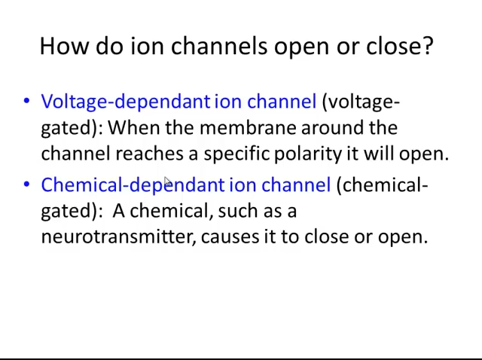 How do ion channels open or close?
• Voltage-dependant ion channel (voltage-
gated): When the membrane around the
channel reaches a specific polarity it will open.
• Chemical-dependant ion channel (chemical-
gated):  A chemical, such as a
neurotransmitter, causes it to close or open.